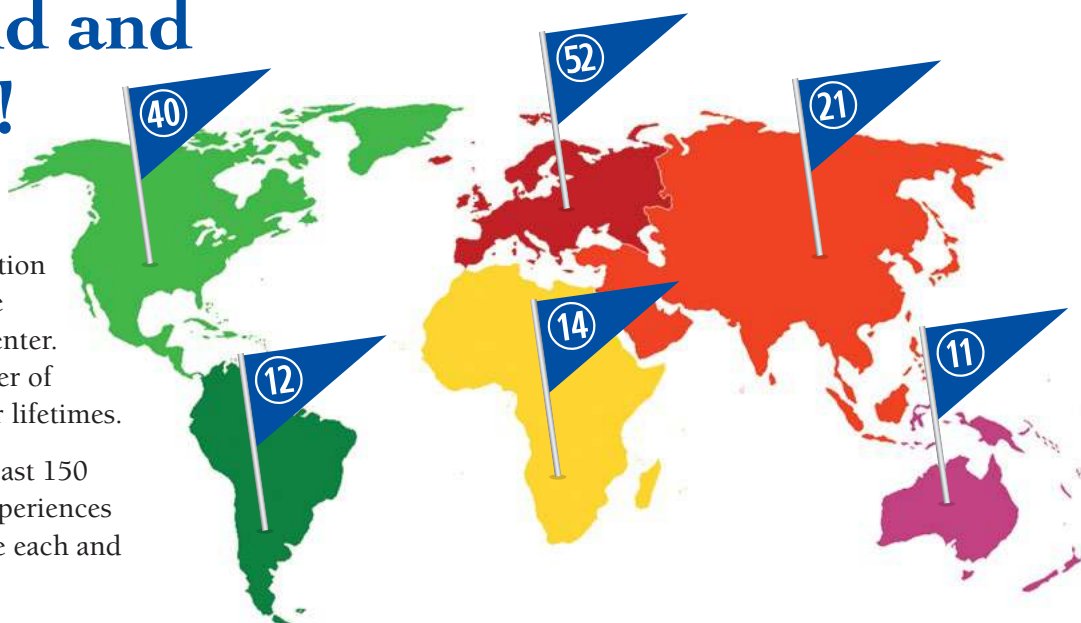 d and
!
tion
e
enter.
er of
r lifetimes.
ast 150
periences
e each and
40
52
21
12
14
11